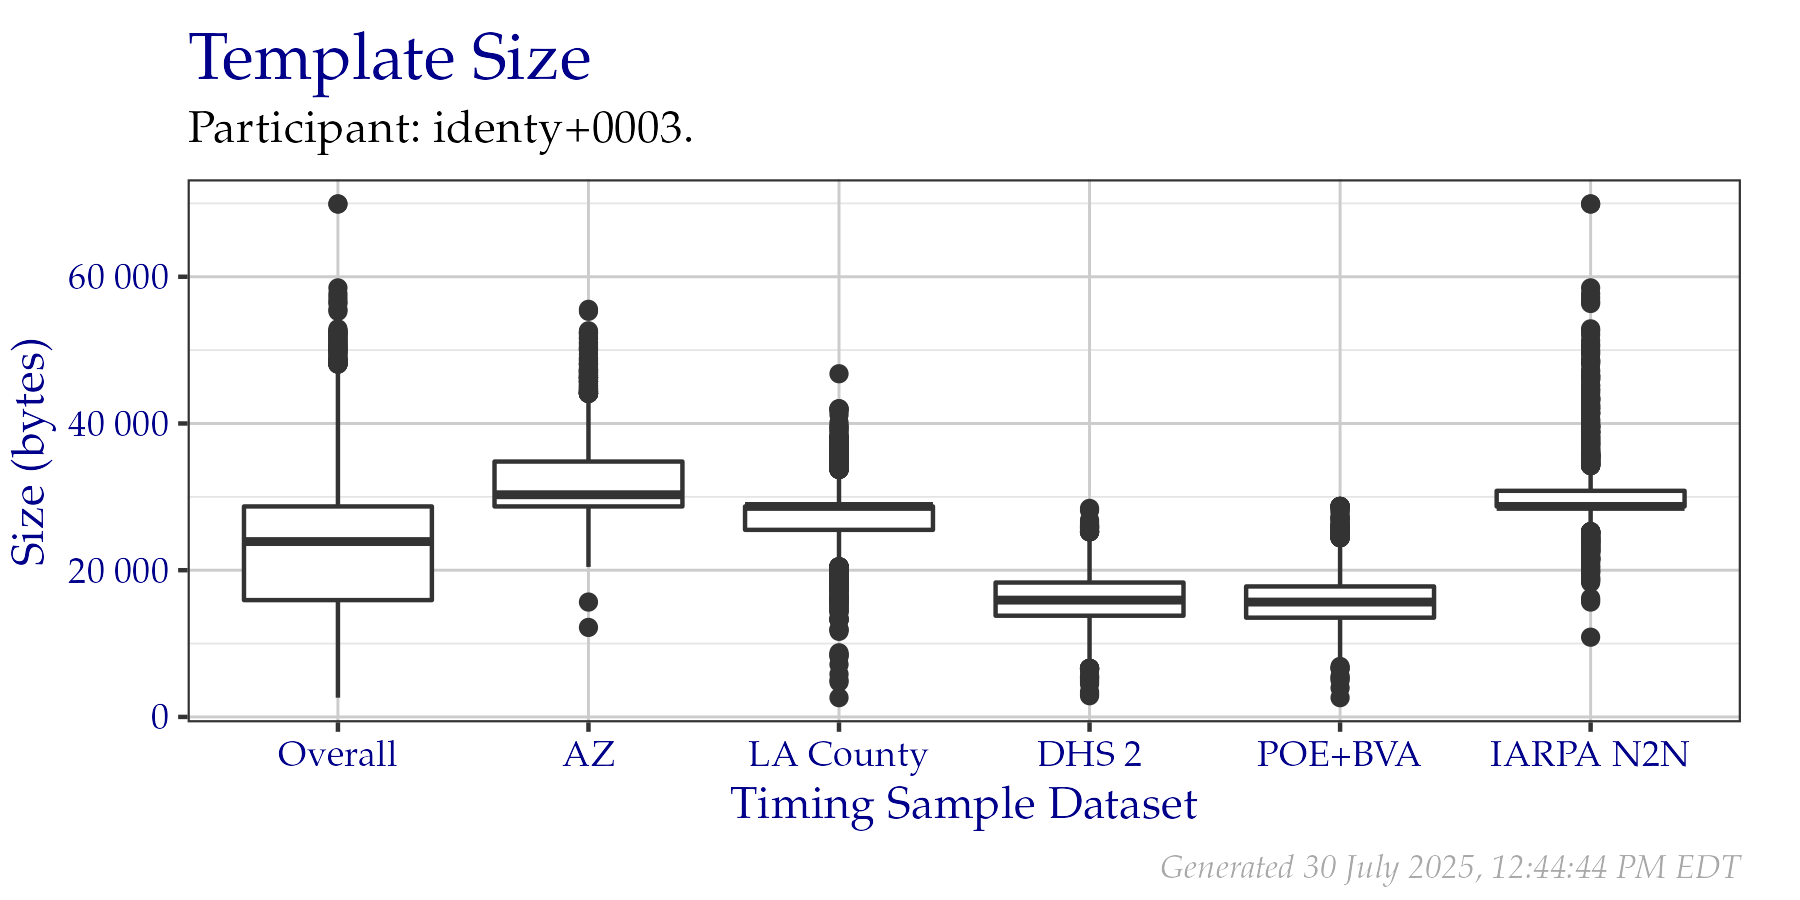 Template Size
Participant: identy+0003.
Size (bytes)
60 000
40 000
20 000
0
Overall AZ LA County DHS 2 POE+BVA IARPA N2N
Timing Sample Dataset
Generated 30 July 2025, 12:44:44 PM EDT